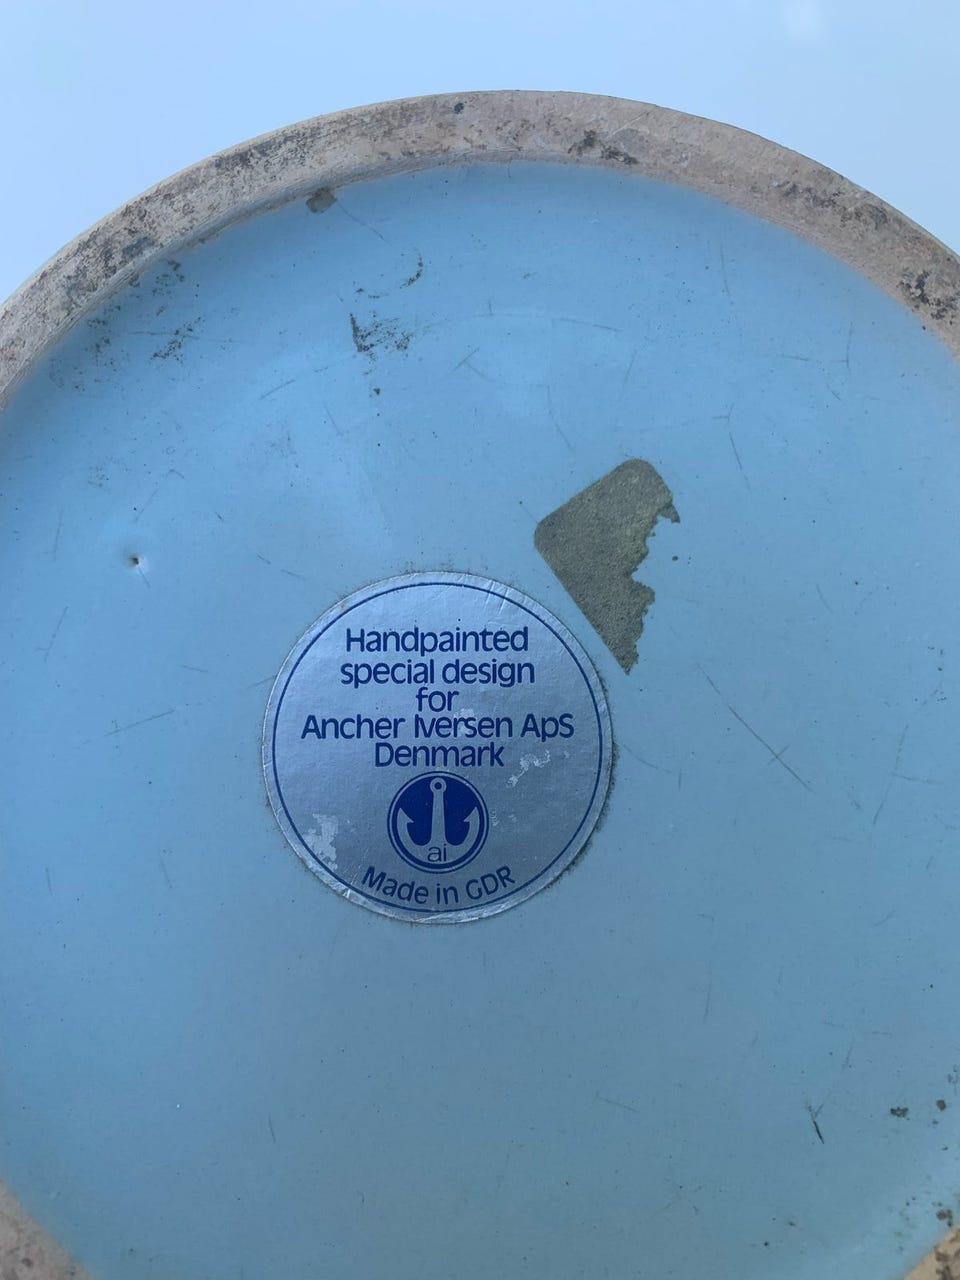 Handpainted
special design
for
Ancher Iversen ApS
Denmark
ai
Made in GDR